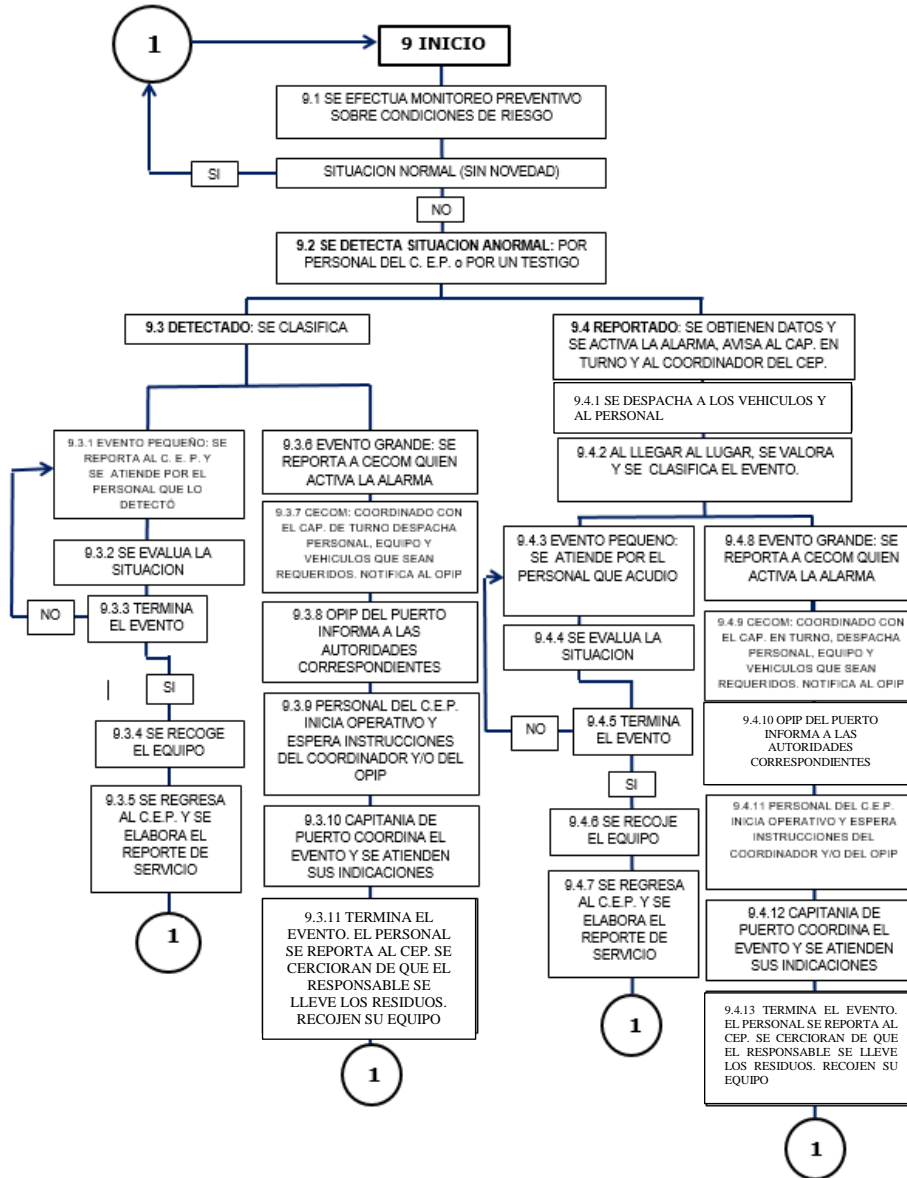 1
9 INICIO
9.1 SE EFECTUA MONITOREO PREVENTIVO
SOBRE CONDICIONES DE RIESGO
SI
SITUACION NORMAL (SIN NOVEDAD)
NO
9.2 SE DETECTA SITUACION ANORMAL: POR
PERSONAL DEL C. E.P. o POR UN TESTIGO
9.3 DETECTADO: SE CLASIFICA
9.3.1 EVENTO PEQUEÑO: SE
REPORTA AL C. E. P. Y
SE ATIENDE POR EL
PERSONAL QUE LO
DETECTÓ
9.3.2 SE EVALUA LA
SITUACION
NO
9.3.3 TERMINA
EL EVENTO
SI
9.3.4 SE RECOGE
EL EQUIPO
9.3.5 SE REGRESA
AL C.E.P. Y SE
ELABORA EL
REPORTE DE
SERVICIO
1
9.3.6 EVENTO GRANDE: SE
REPORTA A CECOM QUIEN
ACTIVA LA ALARMA
9.3.7 CECOM: COORDINADO CON
EL CAP. DE TURNO DESPACHA
PERSONAL, EQUIPO Y
VEHICULOS QUE SEAN
REQUERIDOS. NOTIFICA AL OPIP
9.3.8 OPIP DEL PUERTO
INFORMA A LAS
AUTORIDADES
CORRESPONDIENTES
9.3.9 PERSONAL DEL C.E.P.
INICIA OPERATIVO Y
ESPERA INSTRUCCIONES
DEL COORDINADOR Y/O DEL
OPIP
9.3.10 CAPITANIA DE
PUERTO COORDINA EL
EVENTO Y SE ATIENDEN
SUS INDICACIONES
9.3.11 TERMINA EL
EVENTO. EL PERSONAL
SE REPORTA AL CEP. SE
CERCIORAN DE QUE EL
RESPONSABLE SE
LLEVE LOS RESIDUOS.
RECOJEN SU EQUIPO
1
9.4 REPORTADO: SE OBTIENEN DATOS Y
SE ACTIVA LA ALARMA, AVISA AL CAP. EN
TURNO Y AL COORDINADOR DEL CEP.
9.4.1 SE DESPACHA A LOS VEHICULOS Y
AL PERSONAL
9.4.2 AL LLEGAR AL LUGAR, SE VALORA
Y SE CLASIFICA EL EVENTO.
9.4.3 EVENTO PEQUENO:
SE ATIENDE POR EL
PERSONAL QUE ACUDIO
9.4.4 SE EVALUA LA
SITUACION
NO
9.4.5 TERMINA
EL EVENTO
SI
9.4.6 SE RECOJE
EL EQUIPO
9.4.7 SE REGRESA
AL C.E.P. Y SE
ELABORA EL
REPORTE DE
SERVICIO
1
9.4.8 EVENTO GRANDE: SE
REPORTA A CECOM QUIEN
ACTIVA LA ALARMA
9.4.9 CECOM: COORDINADO CON
EL CAP. EN TURNO, DESPACHA
PERSONAL, EQUIPO Y
VEHICULOS QUE SEAN
REQUERIDOS. NOTIFICA AL OPIP
9.4.10 OPIP DEL PUERTO
INFORMA A LAS
AUTORIDADES
CORRESPONDIENTES
9.4.11 PERSONAL DEL C.E.P.
INICIA OPERATIVO Y ESPERA
INSTRUCCIONES DEL
COORDINADOR Y/O DEL OPIP
9.4.12 CAPITANIA DE
PUERTO COORDINA EL
EVENTO Y SE ATIENDEN
SUS INDICACIONES
9.4.13 TERMINA EL EVENTO.
EL PERSONAL SE REPORTA AL
CEP. SE CERCIORAN DE QUE
EL RESPONSABLE SE LLEVE
LOS RESIDUOS. RECOJEN SU
EQUIPO
1